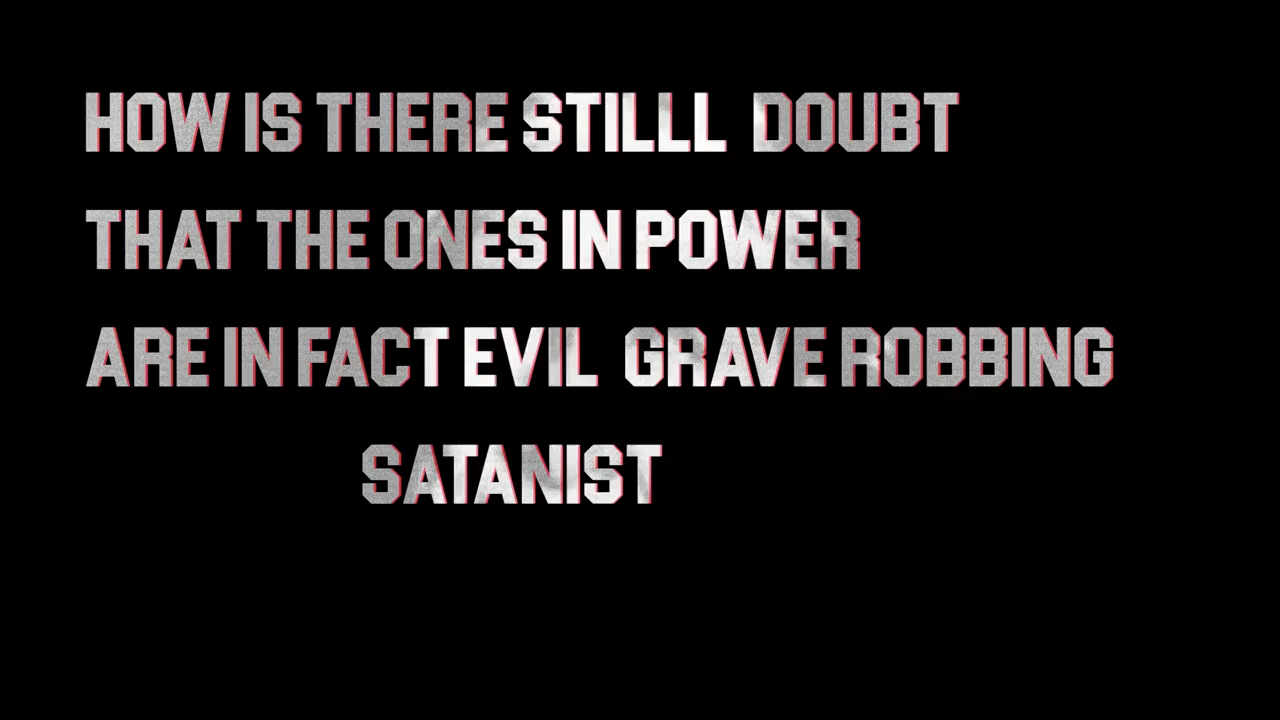 HOW IS THERE STILLL DOUBT
THAT THE ONES IN POWER
ARE IN FACT EVIL GRAVE ROBBING
SATANIST